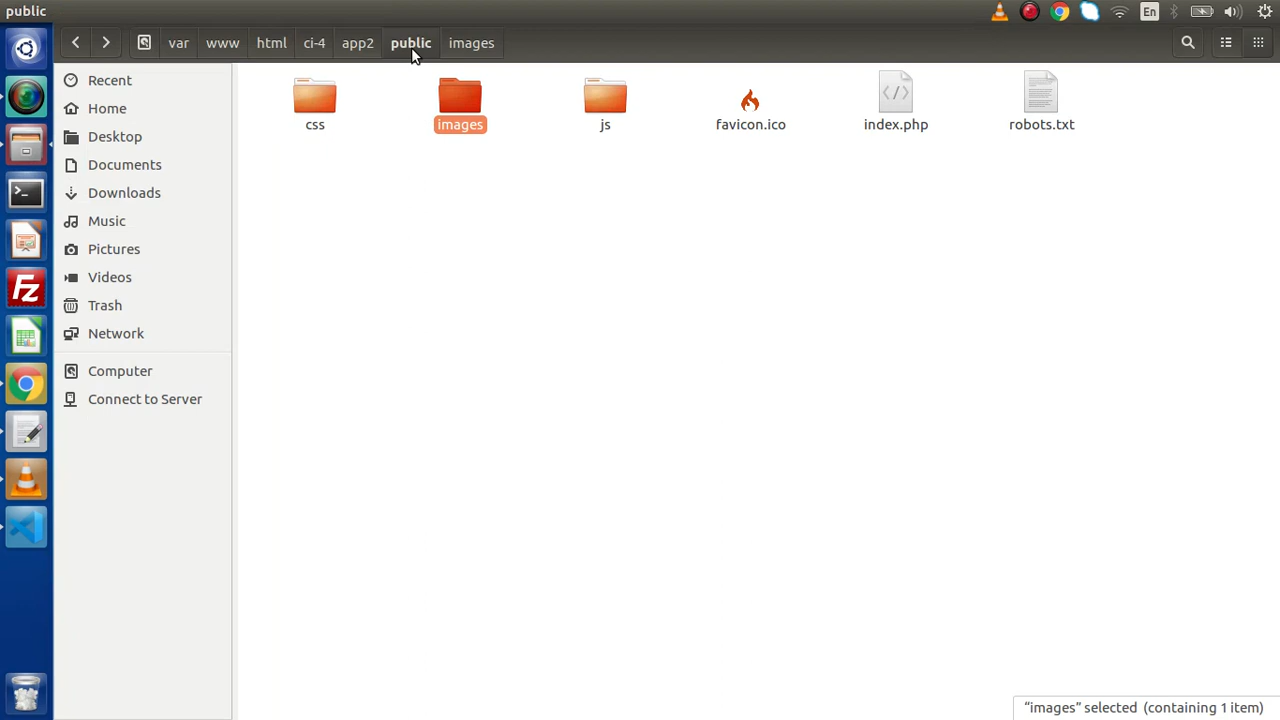 public
En
var
www
html
ci-4
app2
public
images
Recent
Home
Desktop
Documents
Downloads
Music
Pictures
Videos
Trash
Network
Computer
Connect to Server
css
images
js
favicon.ico
index.php
robots.txt
Fz
"images" selected (containing 1 item)